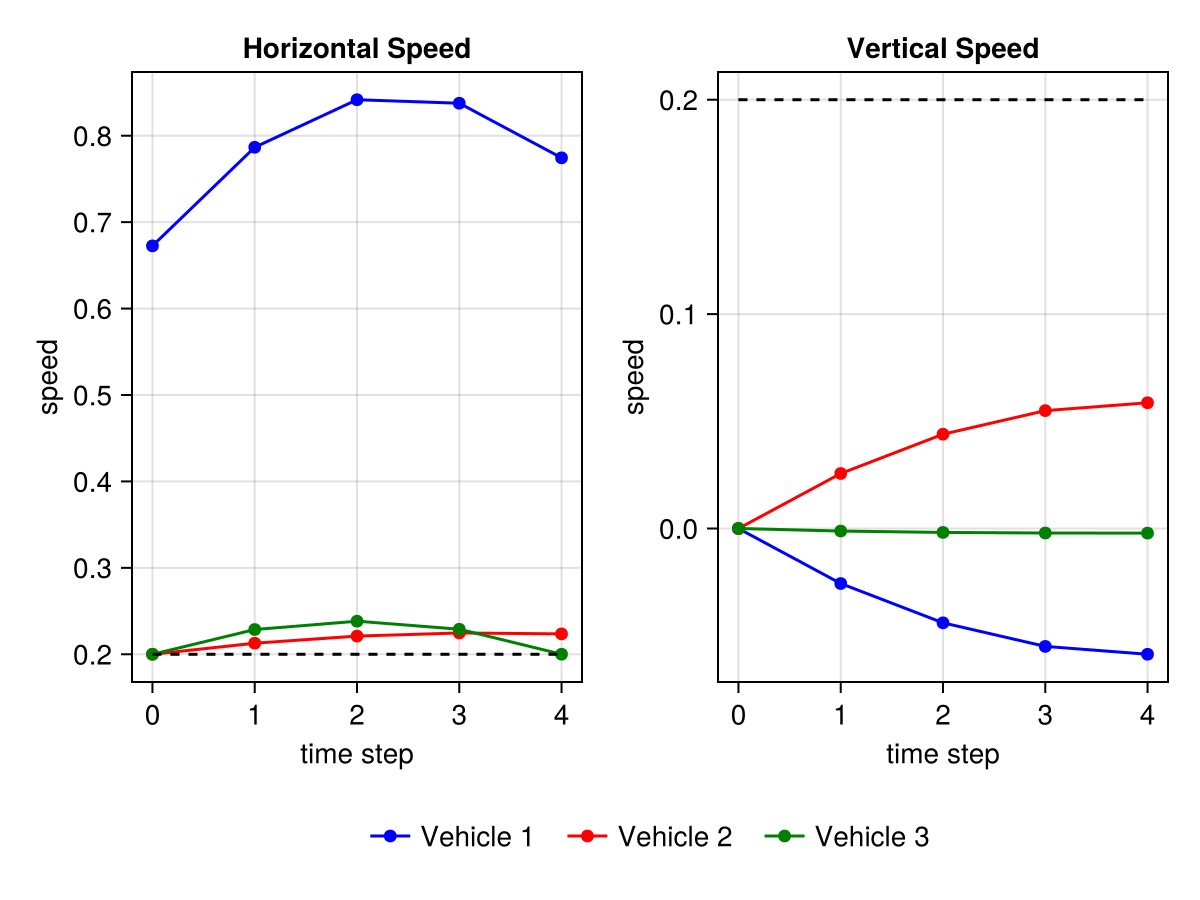 Horizontal Speed
speed
0.8
0.7
0.6
0.5
0.4
0.3
0.2
0 1 2 3 4
time step
Vertical Speed
speed
0.2
0.1
0.0
0 1 2 3 4
time step
Vehicle 1 Vehicle 2 Vehicle 3